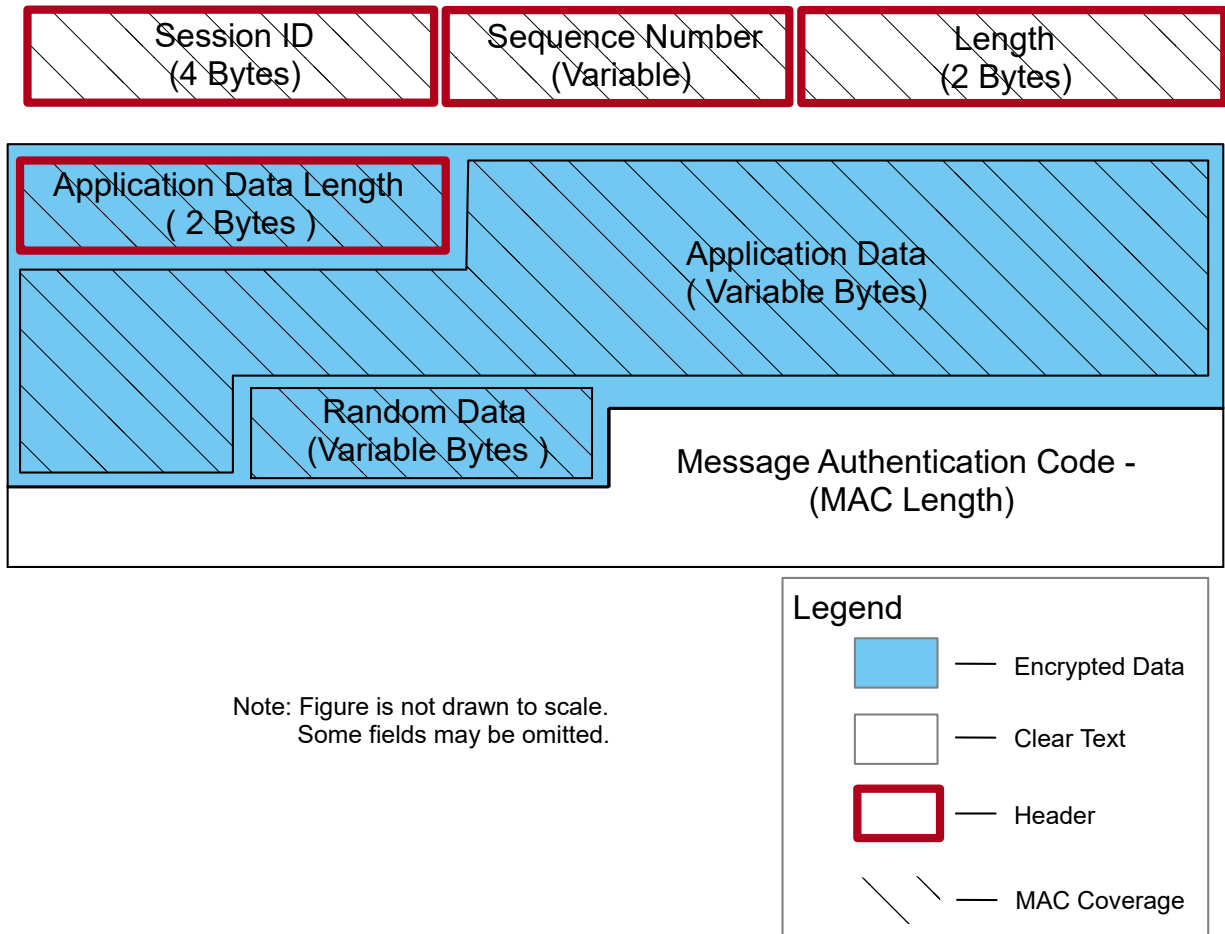 Session ID
(4 Bytes)
Sequence Number
(Variable)
Length
(2 Bytes)
Application Data Length
( 2 Bytes )
Application Data
( Variable Bytes)
Random Data
(Variable Bytes )
Message Authentication Code -
(MAC Length)
Legend
Encrypted Data
Clear Text
Header
MAC Coverage
Note: Figure is not drawn to scale.
Some fields may be omitted.